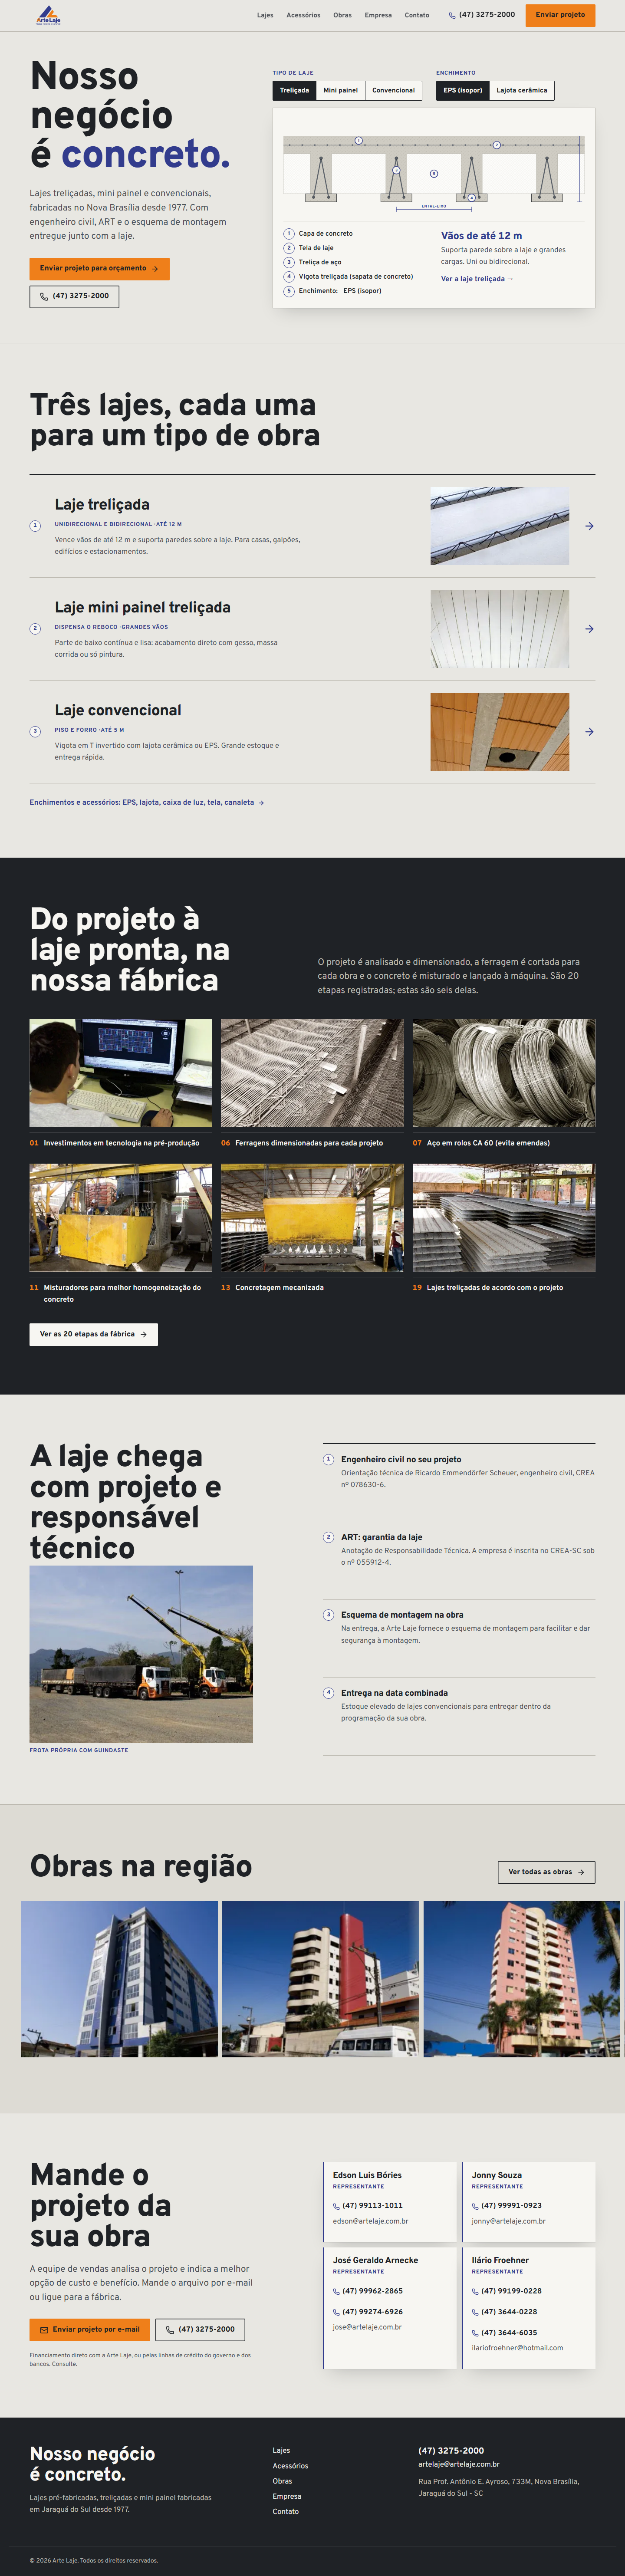 Arte Laje
Lajes
Acessórios
Obras
Empresa
Contato
(47) 3275-2000
Enviar projeto
Nosso
negócio
é concreto.
Lajes treliçadas, mini painel e convencionais,
fabricadas no Nova Brasília desde 1977. Com
engenheiro civil, ART e o esquema de montagem
entregue junto com a laje.
Enviar projeto para orçamento →
(47) 3275-2000
TIPO DE LAJE
Treliçada
Mini painel
Convencional
ENCHIMENTO
EPS (isopor)
Lajota cerâmica
1
2
3
5
4
ENTRE-EIXO
1 Capa de concreto
2 Tela de laje
3 Treliça de aço
4 Vigota treliçada (sapata de concreto)
5 Enchimento: EPS (isopor)
Vãos de até 12 m
Suporta parede sobre a laje e grandes
cargas. Uni ou bidirecional.
Ver a laje treliçada →
Três lajes, cada uma
para um tipo de obra
1
Laje treliçada
UNIDIRECIONAL E BIDIRECIONAL ·ATÉ 12 M
Vence vãos de até 12 m e suporta paredes sobre a laje. Para casas, galpões,
edifícios e estacionamentos.
2
Laje mini painel treliçada
DISPENSA O REBOCO ·GRANDES VÃOS
Parte de baixo contínua e lisa: acabamento direto com gesso, massa
corrida ou só pintura.
3
Laje convencional
PISO E FORRO ·ATÉ 5 M
Vigota em T invertido com lajota cerâmica ou EPS. Grande estoque e
entrega rápida.
Enchimentos e acessórios: EPS, lajota, caixa de luz, tela, canaleta →
Do projeto à
laje pronta, na
nossa fábrica
O projeto é analisado e dimensionado, a ferragem é cortada para
cada obra e o concreto é misturado e lançado à máquina. São 20
etapas registradas; estas são seis delas.
01 Investimentos em tecnologia na pré-produção
06 Ferragens dimensionadas para cada projeto
07 Aço em rolos CA 60 (evita emendas)
11 Misturadores para melhor homogeneização do
concreto
13 Concretagem mecanizada
19 Lajes treliçadas de acordo com o projeto
Ver as 20 etapas da fábrica →
A laje chega
com projeto e
responsável
técnico
FROTA PRÓPRIA COM GUINDASTE
1 Engenheiro civil no seu projeto
Orientação técnica de Ricardo Emmendörfer Scheuer, engenheiro civil, CREA
nº 078630-6.
2 ART: garantia da laje
Anotação de Responsabilidade Técnica. A empresa é inscrita no CREA-SC sob
o nº 055912-4.
3 Esquema de montagem na obra
Na entrega, a Arte Laje fornece o esquema de montagem para facilitar e dar
segurança à montagem.
4 Entrega na data combinada
Estoque elevado de lajes convencionais para entregar dentro da
programação da sua obra.
Obras na região
Ver todas as obras →
Mande o
projeto da
sua obra
A equipe de vendas analisa o projeto e indica a melhor
opção de custo e benefício. Mande o arquivo por e-mail
ou ligue para a fábrica.
Enviar projeto por e-mail
(47) 3275-2000
Financiamento direto com a Arte Laje, ou pelas linhas de crédito do governo e dos
bancos. Consulte.
Edson Luis Bóries
REPRESENTANTE
(47) 99113-1011
edson@artelaje.com.br
Jonny Souza
REPRESENTANTE
(47) 99991-0923
jonny@artelaje.com.br
José Geraldo Arnecke
REPRESENTANTE
(47) 99962-2865
(47) 99274-6926
jose@artelaje.com.br
Ilário Froehner
REPRESENTANTE
(47) 99199-0228
(47) 3644-0228
(47) 3644-6035
ilariofroehner@hotmail.com
Nosso negócio
é concreto.
Lajes pré-fabricadas, treliçadas e mini painel fabricadas
em Jaraguá do Sul desde 1977.
Lajes
Acessórios
Obras
Empresa
Contato
(47) 3275-2000
artelaje@artelaje.com.br
Rua Prof. Antônio E. Ayroso, 733M, Nova Brasília,
Jaraguá do Sul - SC
© 2026 Arte Laje. Todos os direitos reservados.